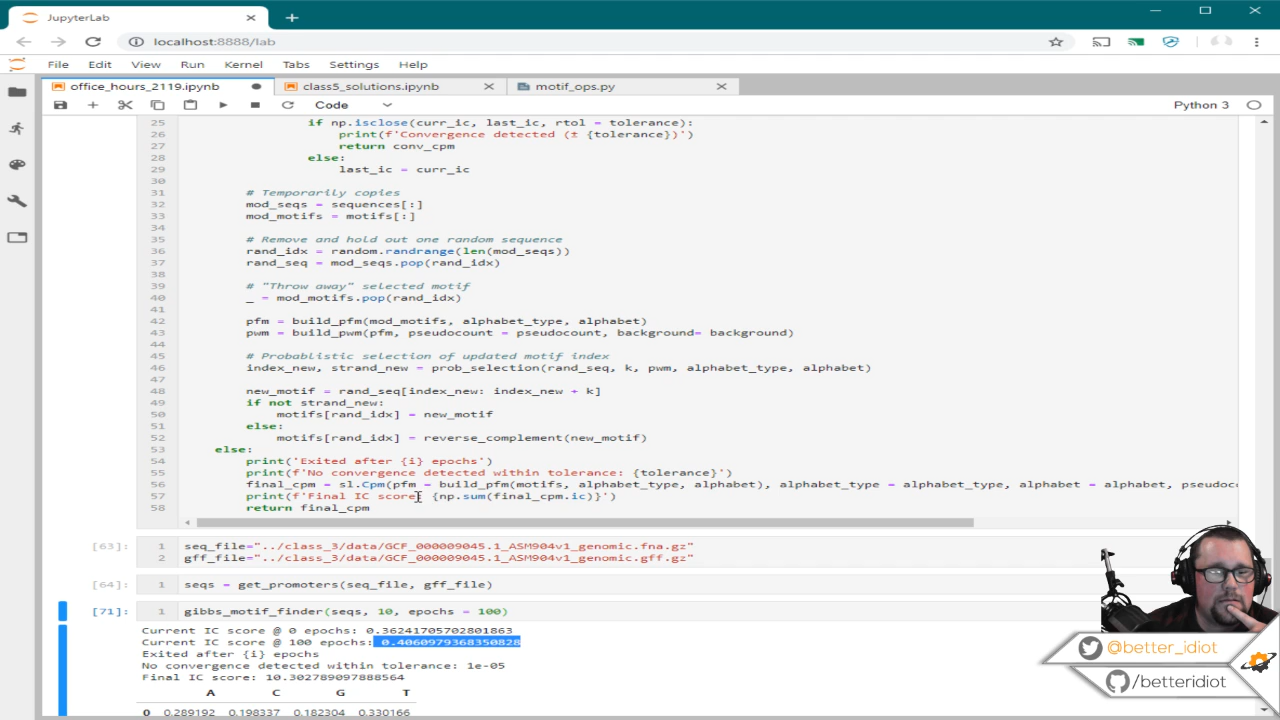 JupyterLab
localhost:8888/lab
File Edit View Run Kernel Tabs Settings Help
office_hours_2119.ipynb class5_solutions.ipynb motif_ops.py
Code Python 3
25 if np.isclose(curr_ic, last_ic, rtol = tolerance):
26 print(f'Convergence detected (± {tolerance})')
27 return conv_cpm
28 else:
29 last_ic = curr_ic
30
31 # Temporarily copies
32 mod_seqs = sequences[:]
33 mod_motifs = motifs[:]
34
35 # Remove and hold out one random sequence
36 rand_idx = random.randrange(len(mod_seqs))
37 rand_seq = mod_seqs.pop(rand_idx)
38
39 # "Throw away" selected motif
40 _ = mod_motifs.pop(rand_idx)
41
42 pfm = build_pfm(mod_motifs, alphabet_type, alphabet)
43 pwm = build_pwm(pfm, pseudocount = pseudocount, background= background)
44
45 # Probablistic selection of updated motif index
46 index_new, strand_new = prob_selection(rand_seq, k, pwm, alphabet_type, alphabet)
47
48 new_motif = rand_seq[index_new: index_new + k]
49 if not strand_new:
50 motifs[rand_idx] = new_motif
51 else:
52 motifs[rand_idx] = reverse_complement(new_motif)
53 else:
54 print('Exited after {i} epochs')
55 print(f'No convergence detected within tolerance: {tolerance}')
56 final_cpm = sl.Cpm(pfm = build_pfm(motifs, alphabet_type, alphabet), alphabet_type = alphabet_type, alphabet = alphabet, pseudoc
57 print(f'Final IC score: {np.sum(final_cpm.ic)}')
58 return final_cpm
[63]: 1 seq_file="../class_3/data/GCF_000009045.1_ASM904v1_genomic.fna.gz"
2 gff_file="../class_3/data/GCF_000009045.1_ASM904v1_genomic.gff.gz"
[64]: 1 seqs = get_promoters(seq_file, gff_file)
[71]: 1 gibbs_motif_finder(seqs, 10, epochs = 100)
Current IC score @ 0 epochs: 0.36241705702801863
Current IC score @ 100 epochs: 0.4060979368350828
Exited after {i} epochs
No convergence detected within tolerance: 1e-05
Final IC score: 10.302789097888564
A C G T
0 0.289192 0.198337 0.182304 0.330166
@better_idiot
/betteridiot